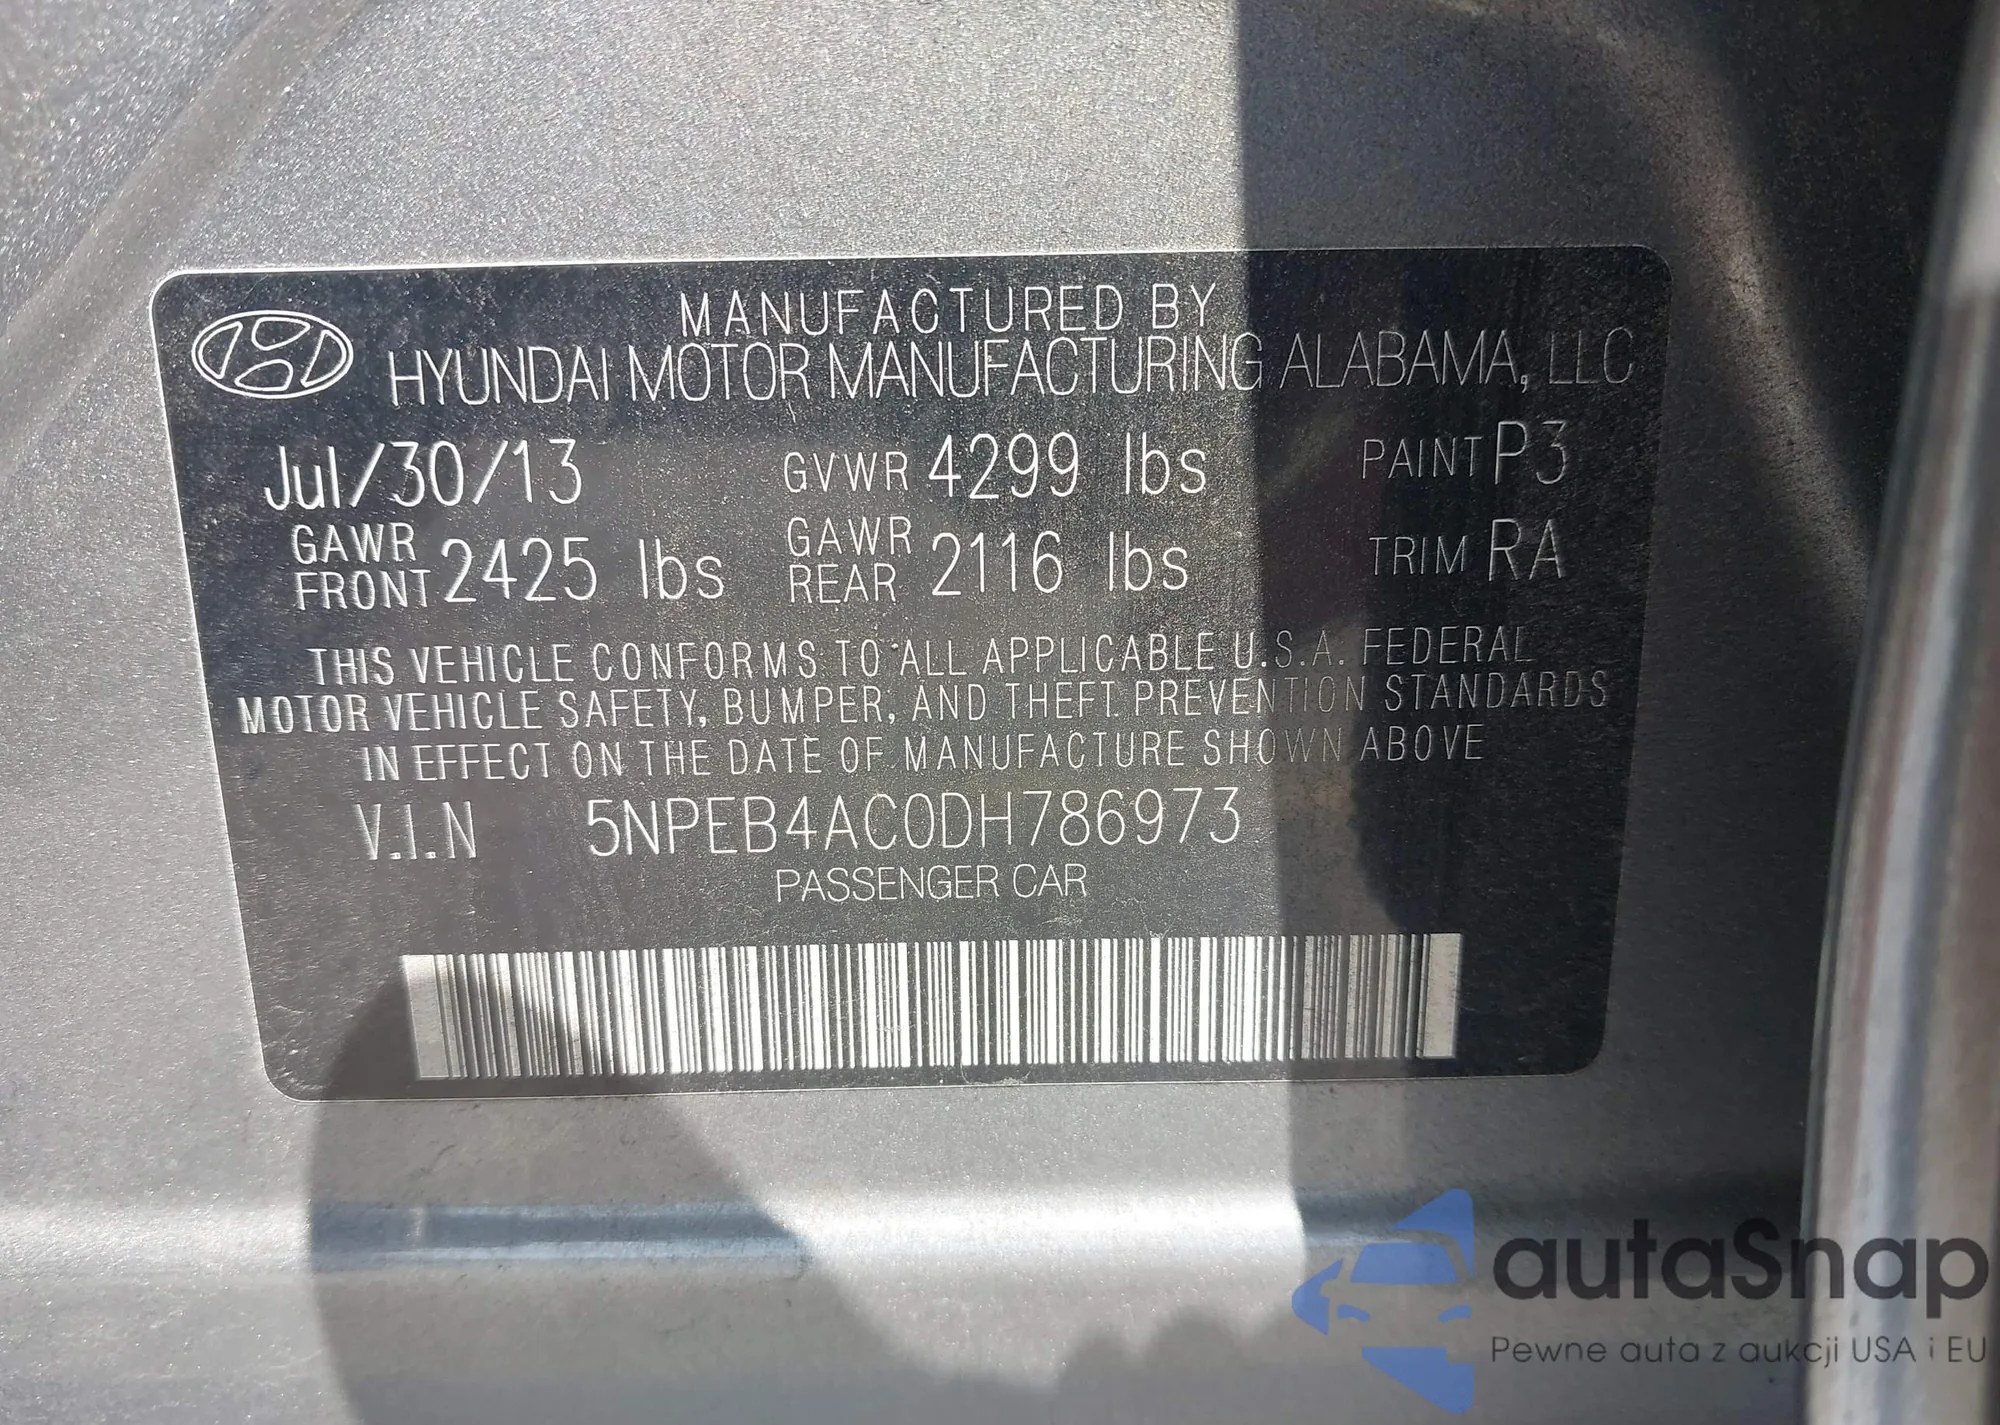 MANUFACTURED BY
HYUNDAI MOTOR MANUFACTURING ALABAMA, LLC
Jul/30/13 GVWR 4299 lbs PAINT P3
GAWR FRONT 2425 lbs GAWR REAR 2116 lbs TRIM RA
THIS VEHICLE CONFORMS TO ALL APPLICABLE U.S.A. FEDERAL
MOTOR VEHICLE SAFETY, BUMPER, AND THEFT PREVENTION STANDARDS
IN EFFECT ON THE DATE OF MANUFACTURE SHOWN ABOVE
V.I.N 5NPEB4AC0DH786973
PASSENGER CAR
autaSnap
Pewne auta z aukcji USA i EU